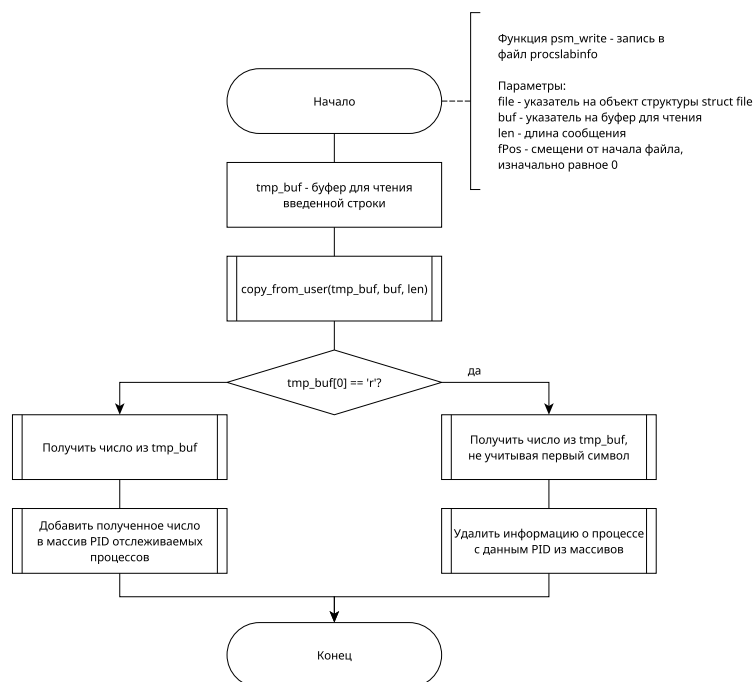 Функция psm_write - запись в
файл procslabinfo
Параметры:
file - указатель на объект структуры struct file
buf - указатель на буфер для чтения
len - длина сообщения
fPos - смещени от начала файла,
изначально равное 0
Начало
tmp_buf - буфер для чтения
введенной строки
copy_from_user(tmp_buf, buf, len)
tmp_buf[0] == 'r'?
да
Получить число из tmp_buf
Получить число из tmp_buf,
не учитывая первый символ
Добавить полученное число
в массив PID отслеживаемых
процессов
Удалить информацию о процессе
с данным PID из массивов
Конец